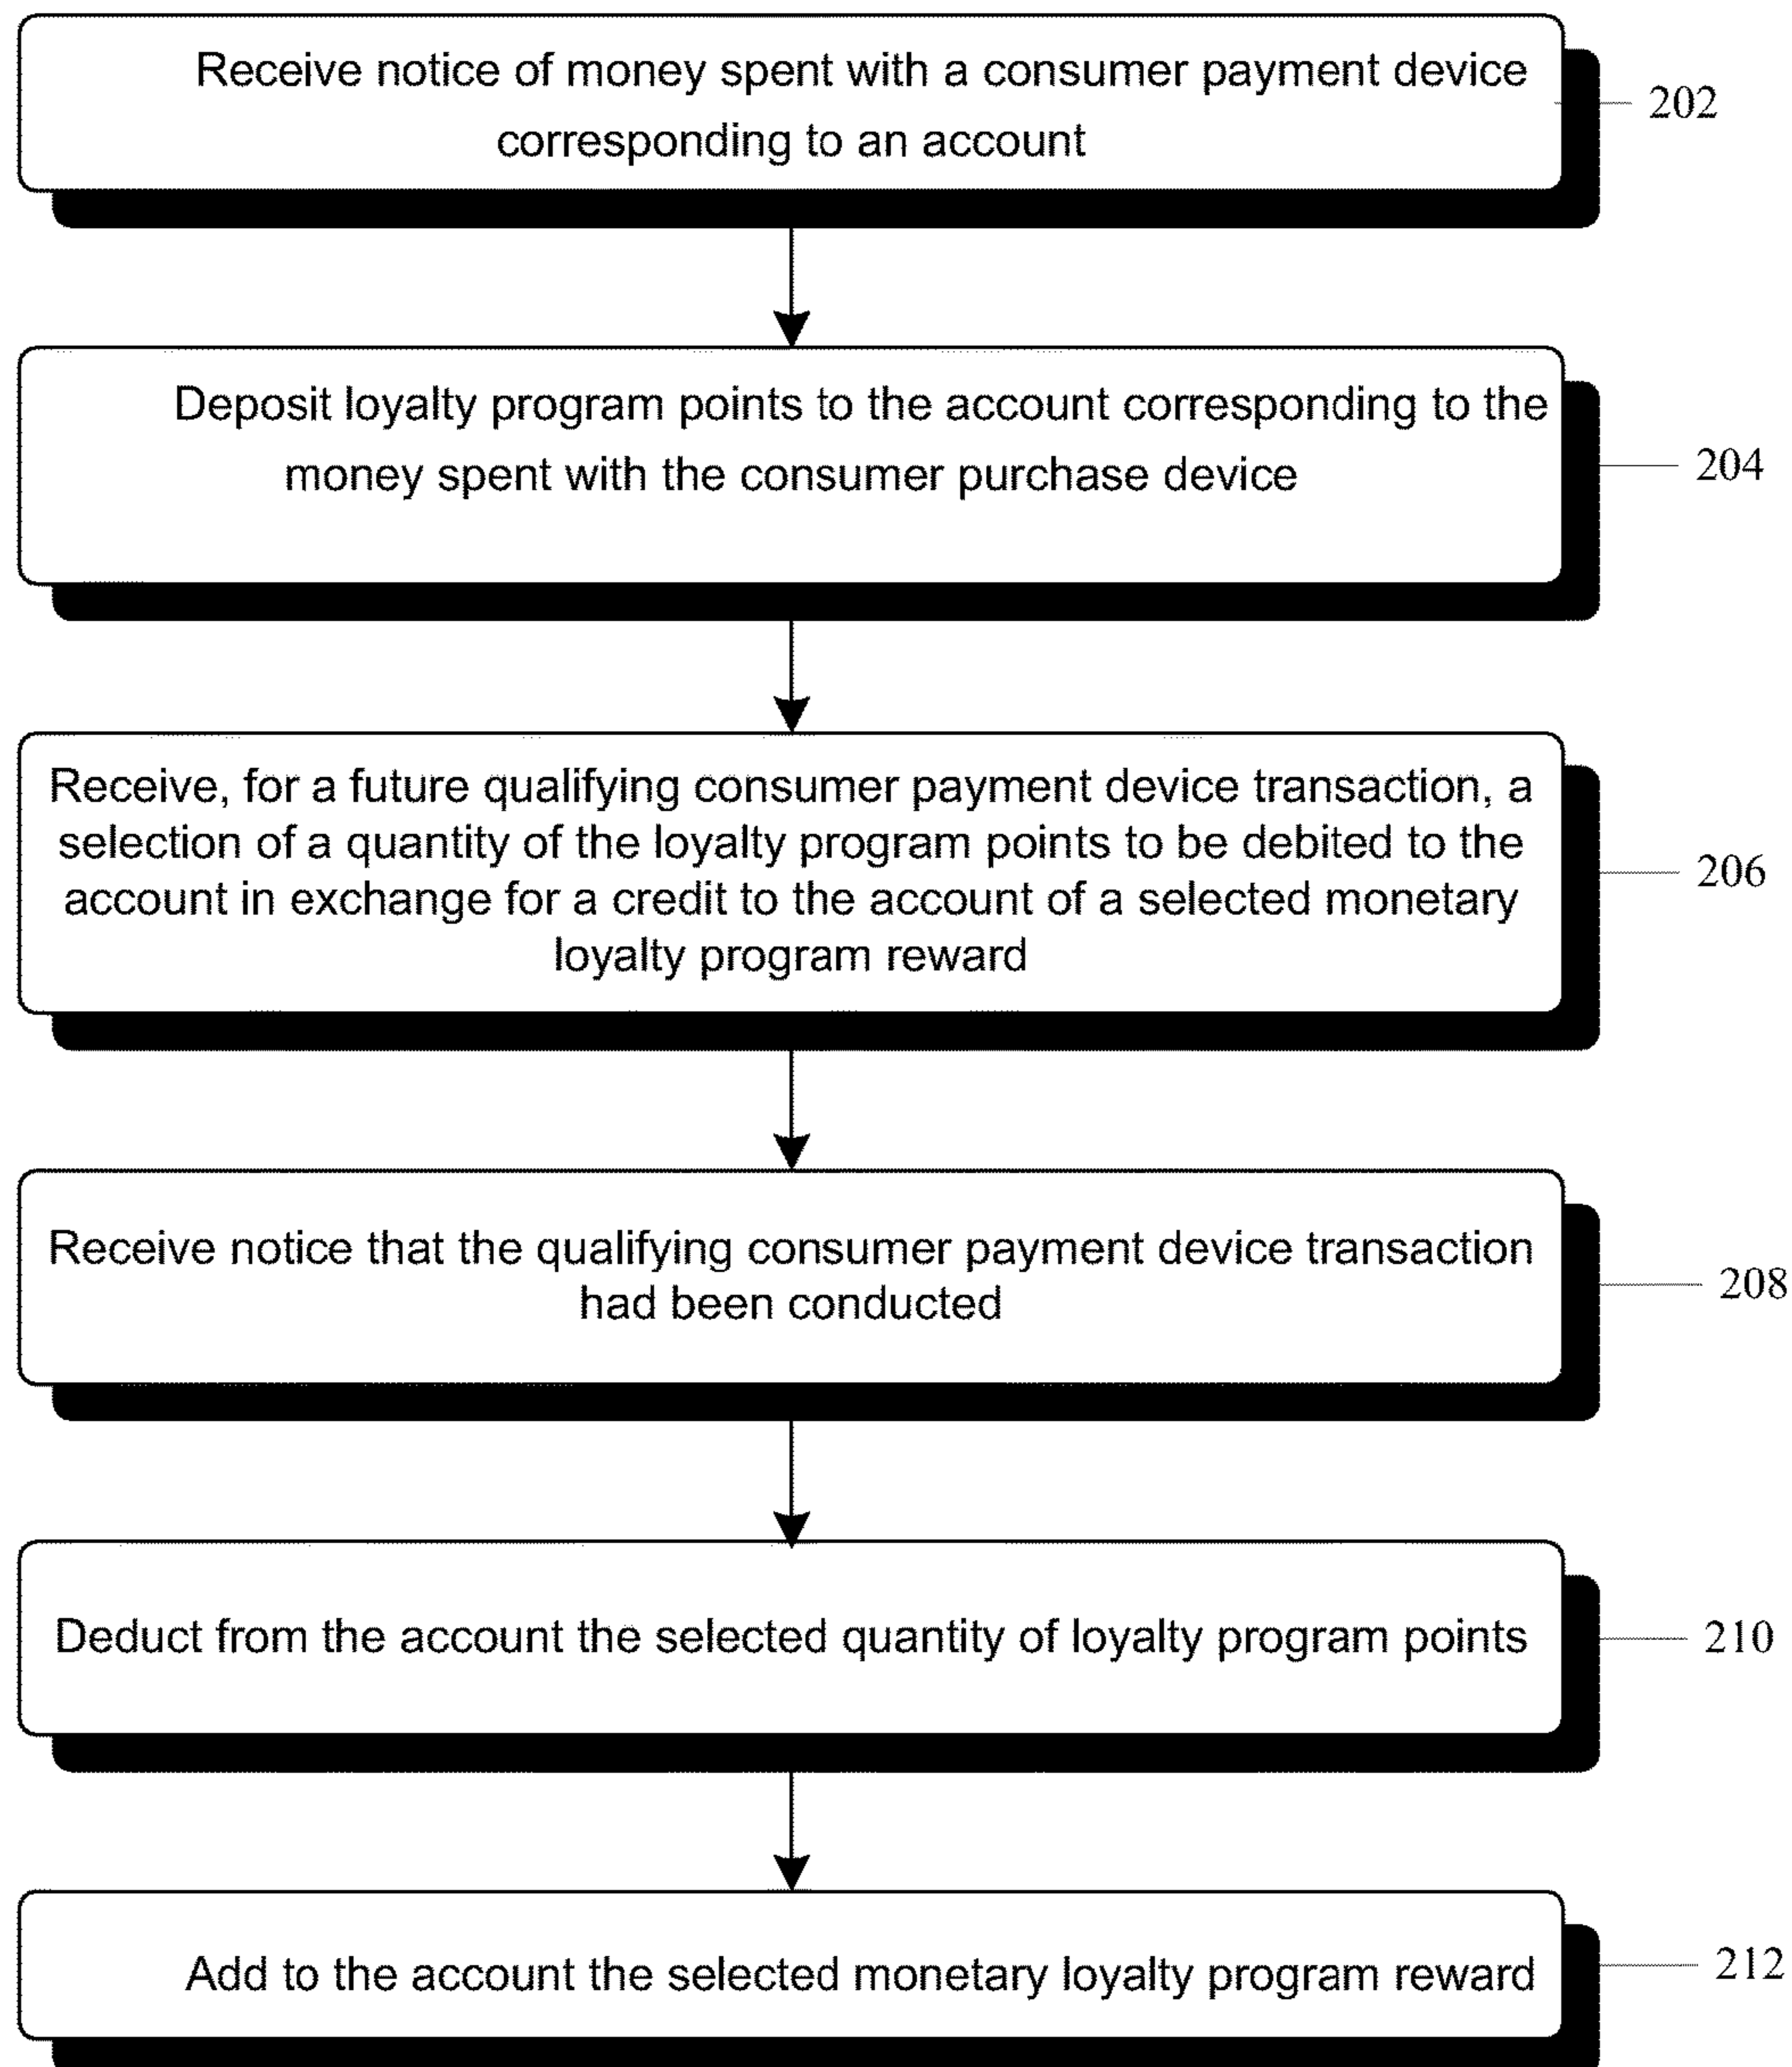 Receive notice of money spent with a consumer payment device
corresponding to an account
202
Deposit loyalty program points to the account corresponding to the
money spent with the consumer purchase device
204
Receive, for a future qualifying consumer payment device transaction, a
selection of a quantity of the loyalty program points to be debited to the
account in exchange for a credit to the account of a selected monetary
loyalty program reward
206
Receive notice that the qualifying consumer payment device transaction
had been conducted
208
Deduct from the account the selected quantity of loyalty program points
210
Add to the account the selected monetary loyalty program reward
212